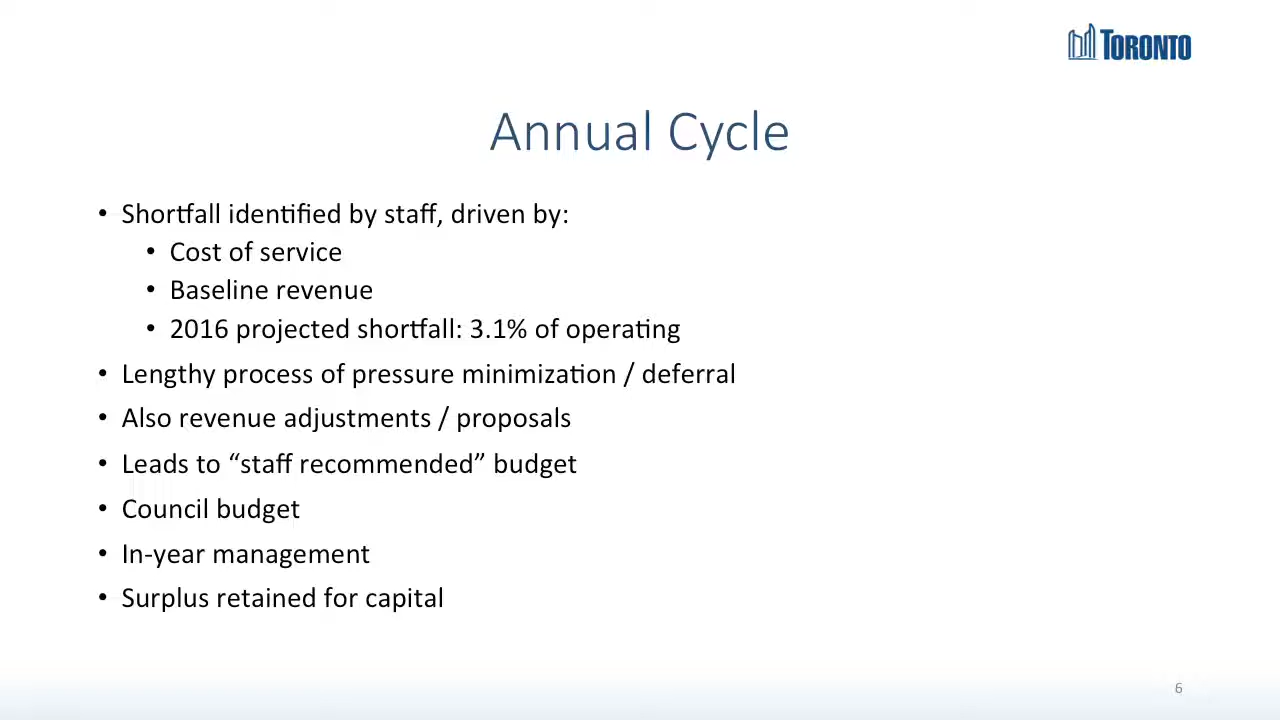 TORONTO
Annual Cycle
• Shortfall identified by staff, driven by:
• Cost of service
• Baseline revenue
• 2016 projected shortfall: 3.1% of operating
• Lengthy process of pressure minimization / deferral
• Also revenue adjustments / proposals
• Leads to “staff recommended” budget
• Council budget
• In-year management
• Surplus retained for capital
6